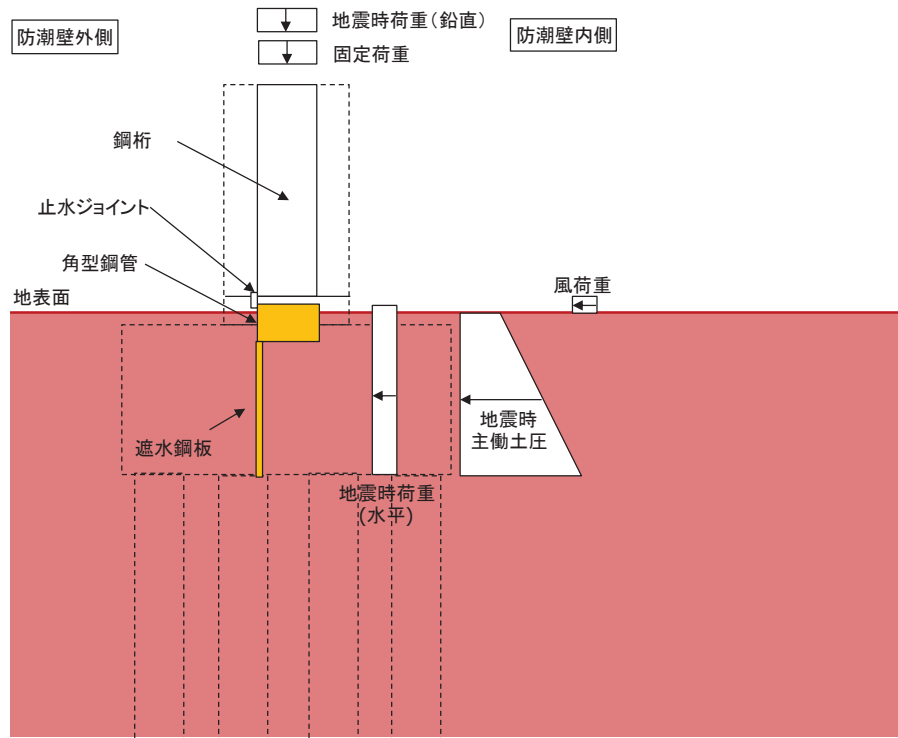 地震時荷重(鉛直)
防潮壁外側
防潮壁内側
固定荷重
鋼桁
止水ジョイント
角型鋼管
風荷重
地表面
地震時
主働土圧
遮水鋼板
地震時荷重
(水平)